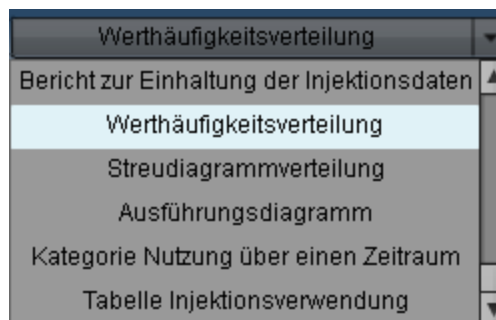 Werthäufigkeitsverteilung
Bericht zur Einhaltung der Injektionsdaten
Werthäufigkeitsverteilung
Streudiagrammverteilung
Ausführungsdiagramm
Kategorie Nutzung über einen Zeitraum
Tabelle Injektionsverwendung